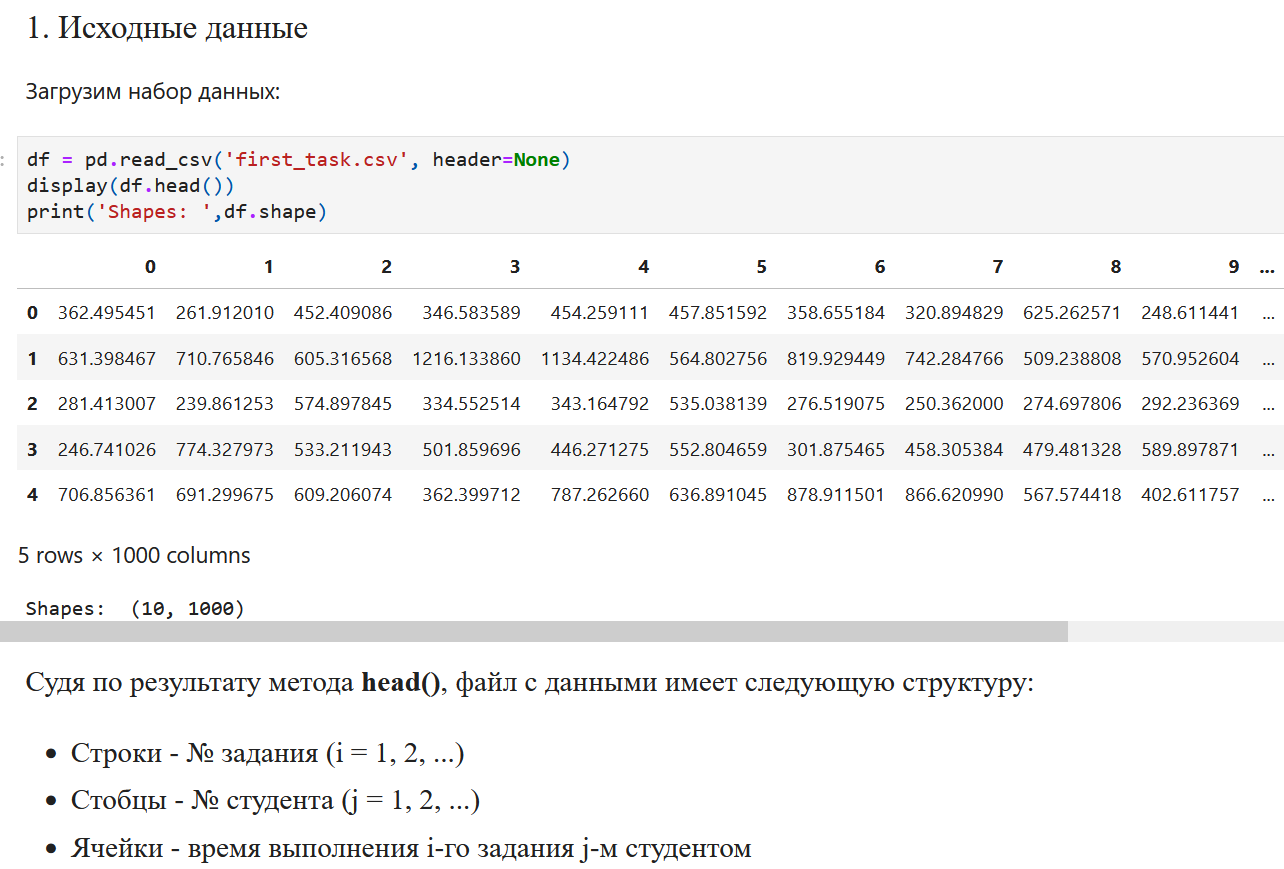 1. Исходные данные
Загрузим набор данных:
:
df = pd.read_csv('first_task.csv', header=None)
display(df.head())
print('Shapes: ',df.shape)
0 1 2 3 4 5 6 7 8 9 ...
0 362.495451 261.912010 452.409086 346.583589 454.259111 457.851592 358.655184 320.894829 625.262571 248.611441 ...
1 631.398467 710.765846 605.316568 1216.133860 1134.422486 564.802756 819.929449 742.284766 509.238808 570.952604 ...
2 281.413007 239.861253 574.897845 334.552514 343.164792 535.038139 276.519075 250.362000 274.697806 292.236369 ...
3 246.741026 774.327973 533.211943 501.859696 446.271275 552.804659 301.875465 458.305384 479.481328 589.897871 ...
4 706.856361 691.299675 609.206074 362.399712 787.262660 636.891045 878.911501 866.620990 567.574418 402.611757 ...
5 rows × 1000 columns
Shapes:  (10, 1000)
Судя по результату метода head(), файл с данными имеет следующую структуру:
• Строки - № задания (i = 1, 2, ...)
• Стобцы - № студента (j = 1, 2, ...)
• Ячейки - время выполнения i-го задания j-м студентом